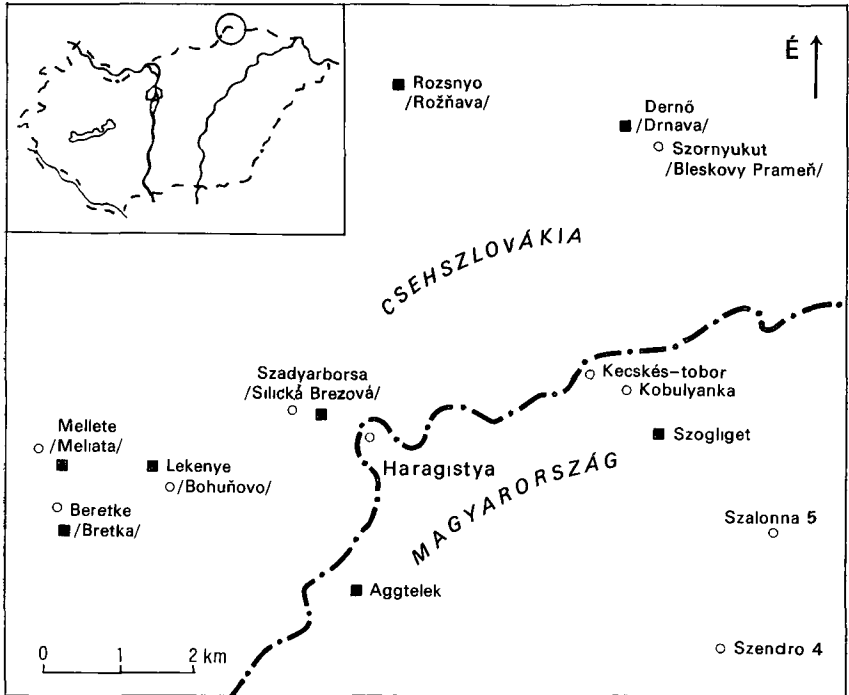 É
■ Rozsnyo
/Rožňava/
Dernő
■ /Drnava/
○ Szornyukut
/Bleskovy Prameň/
CSEHSZLOVÁKIA
Szadyarborsa
/Silická Brezová/
Kecskés-tobor
Kobulyanka
Mellete
/Meliata/
Lekenye
/Bohuňovo/
Haragistya
Szogliget
Beretke
/Bretka/
MAGYARORSZÁG
Szalonna 5
Aggtelek
Szendro 4
0 1 2 km